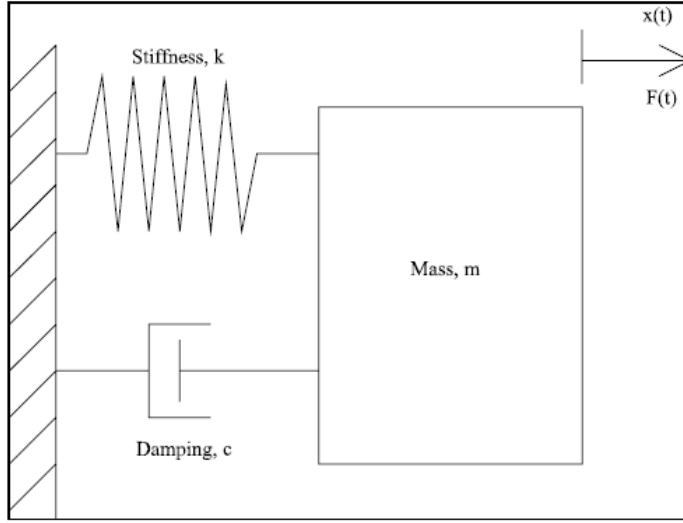 x(t)
Stiffness, k
F(t)
Mass, m
Damping, c